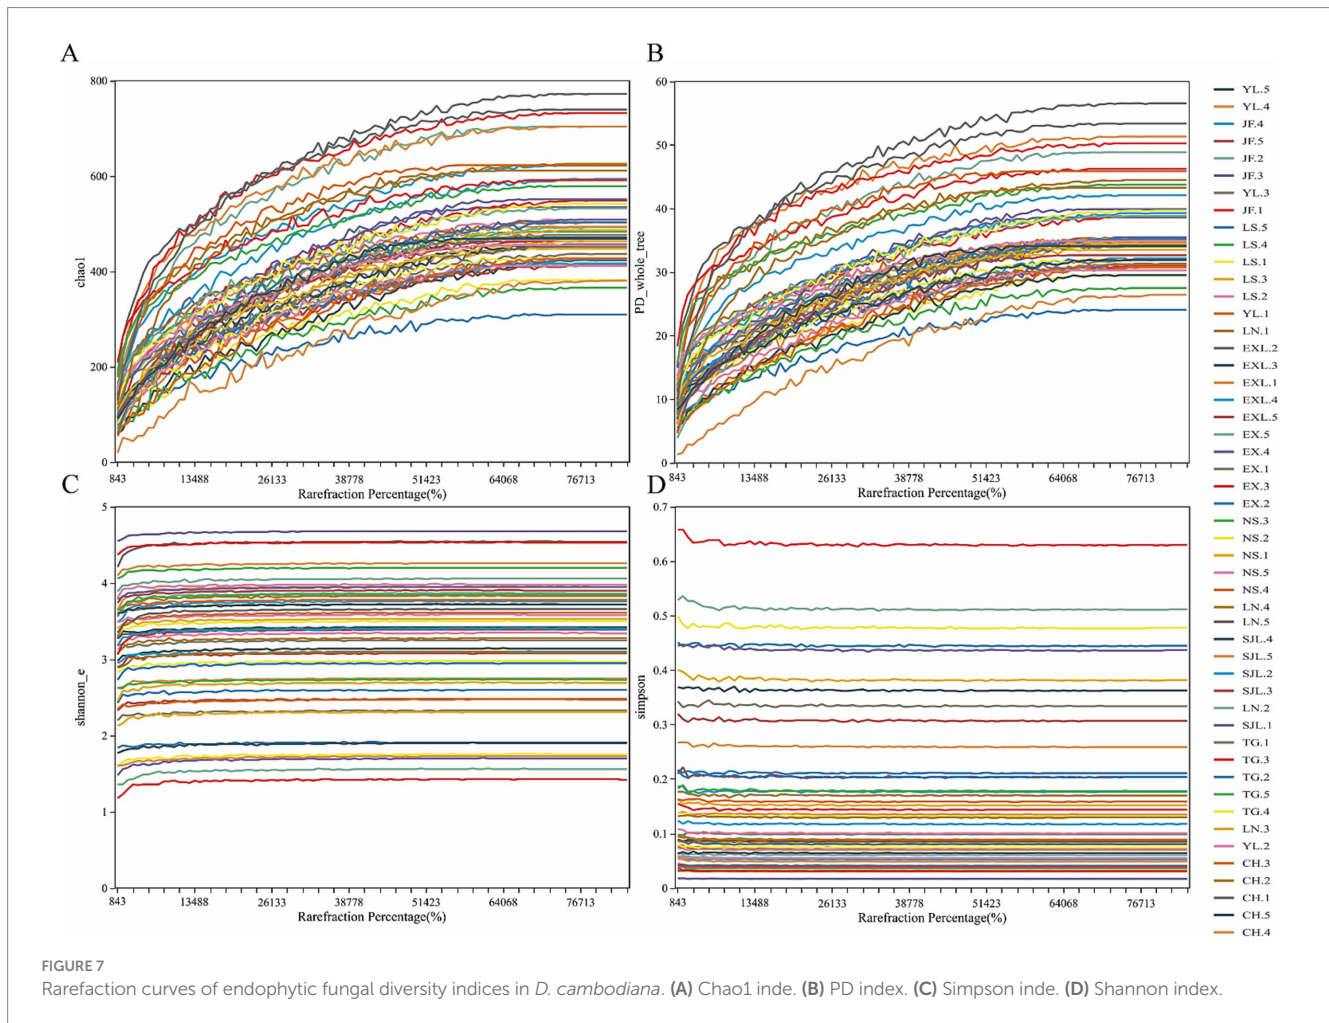 A
B
800
600
400
200
0
chao1
843
13488
26133
38778
51423
64068
76713
Rarefraction Percentage(%)
60
50
40
30
20
10
0
PD_whole_tree
843
13488
26133
38778
51423
64068
76713
Rarefraction Percentage(%)
C
D
5
4
3
2
1
0
shannon_e
843
13488
26133
38778
51423
64068
76713
Rarefraction Percentage(%)
0.7
0.6
0.5
0.4
0.3
0.2
0.1
0
simpson
843
13488
26133
38778
51423
64068
76713
Rarefraction Percentage(%)
YL.5
YL.4
JF.4
JF.5
JF.2
JF.3
YL.3
JF.1
LS.5
LS.4
LS.1
LS.3
LS.2
YL.1
LN.1
EXL.2
EXL.3
EXL.1
EXL.4
EXL.5
EX.5
EX.4
EX.1
EX.3
EX.2
NS.3
NS.2
NS.1
NS.5
NS.4
LN.4
LN.5
SJL.4
SJL.5
SJL.2
SJL.3
LN.2
SJL.1
TG.1
TG.3
TG.2
TG.5
TG.4
LN.3
YL.2
CH.3
CH.2
CH.1
CH.5
CH.4
FIGURE 7
Rarefaction curves of endophytic fungal diversity indices in D. cambodiana. (A) Chao1 inde. (B) PD index. (C) Simpson inde. (D) Shannon index.